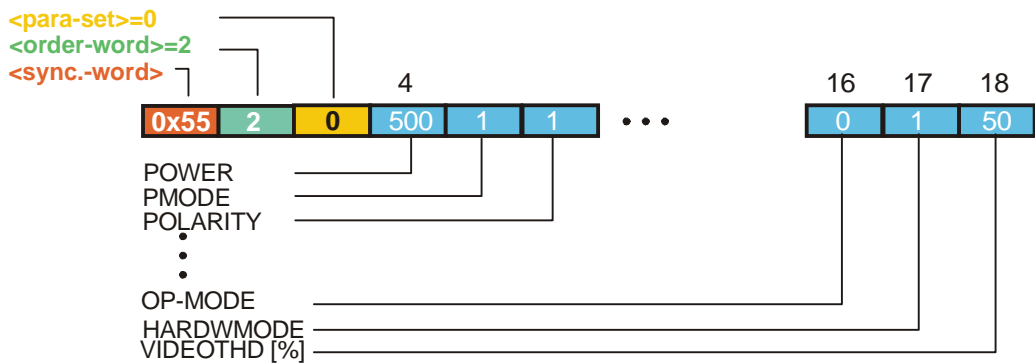 <para-set>=0
<order-word>=2
<sync.-word>
4 16 17 18
0x55 2 0 500 1 1 • • • 0 1 50
POWER
PMODE
POLARITY
OP-MODE
HARDWMODE
VIDEOTHD [%]